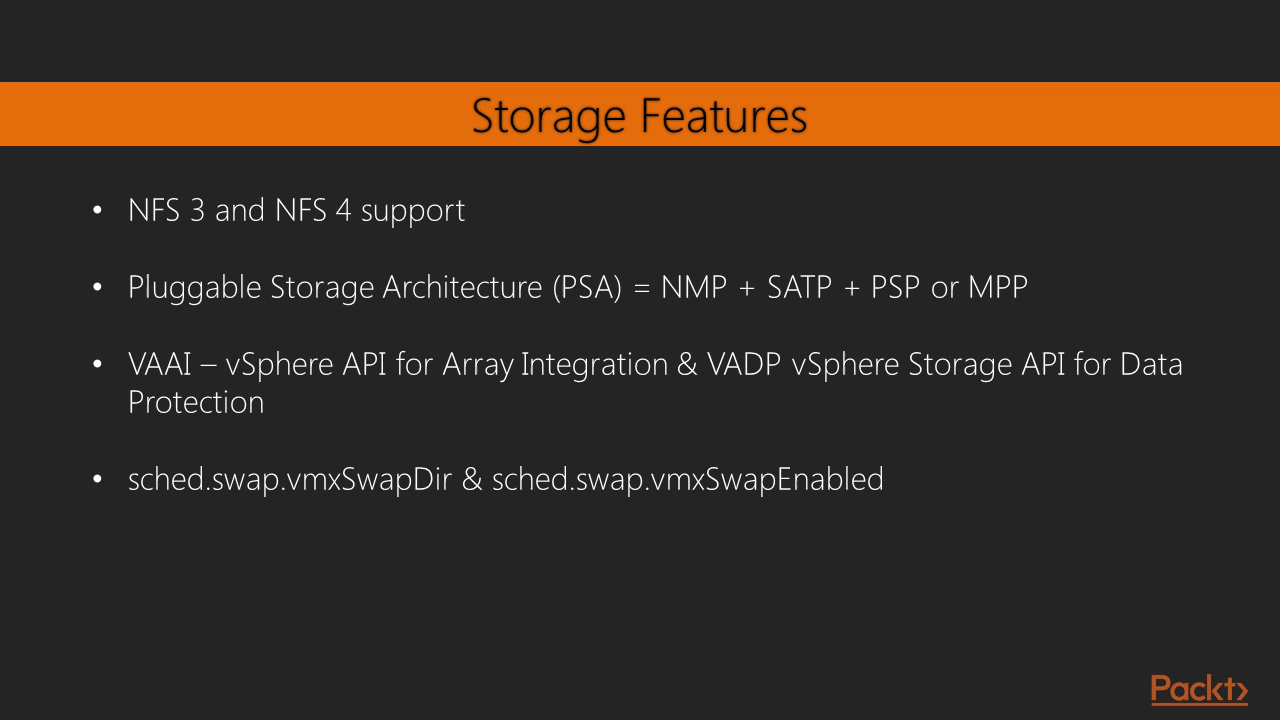 Storage Features
• NFS 3 and NFS 4 support
• Pluggable Storage Architecture (PSA) = NMP + SATP + PSP or MPP
• VAAI – vSphere API for Array Integration & VADP vSphere Storage API for Data
Protection
• sched.swap.vmxSwapDir & sched.swap.vmxSwapEnabled
Packt>